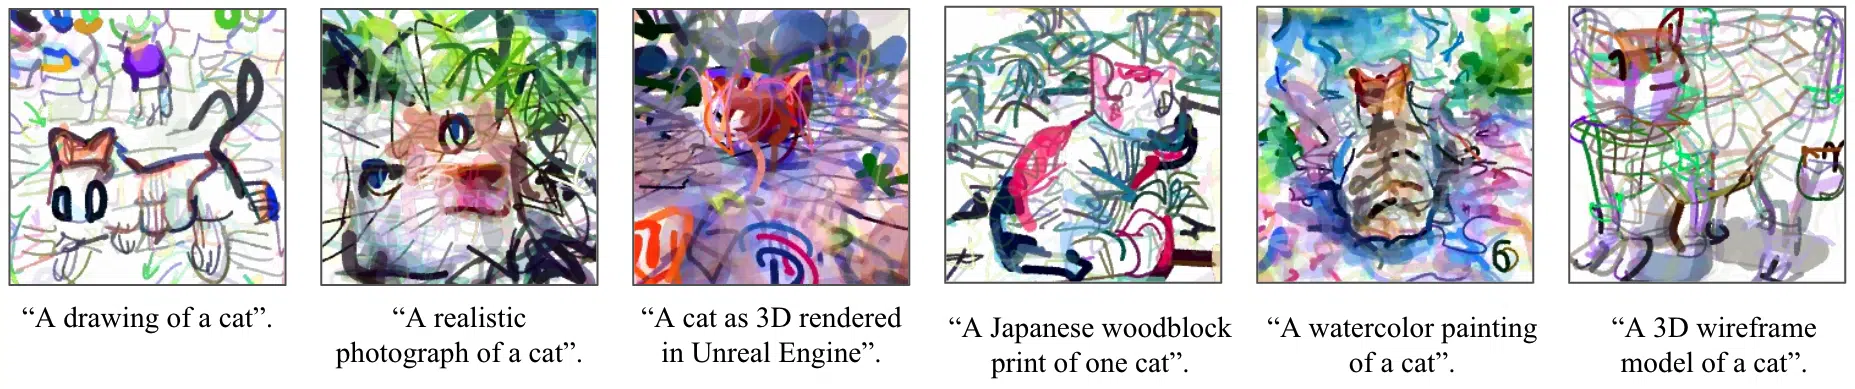 “A drawing of a cat”.
“A realistic
photograph of a cat”.
“A cat as 3D rendered
in Unreal Engine”.
“A Japanese woodblock
print of one cat”.
“A watercolor painting
of a cat”.
“A 3D wireframe
model of a cat”.